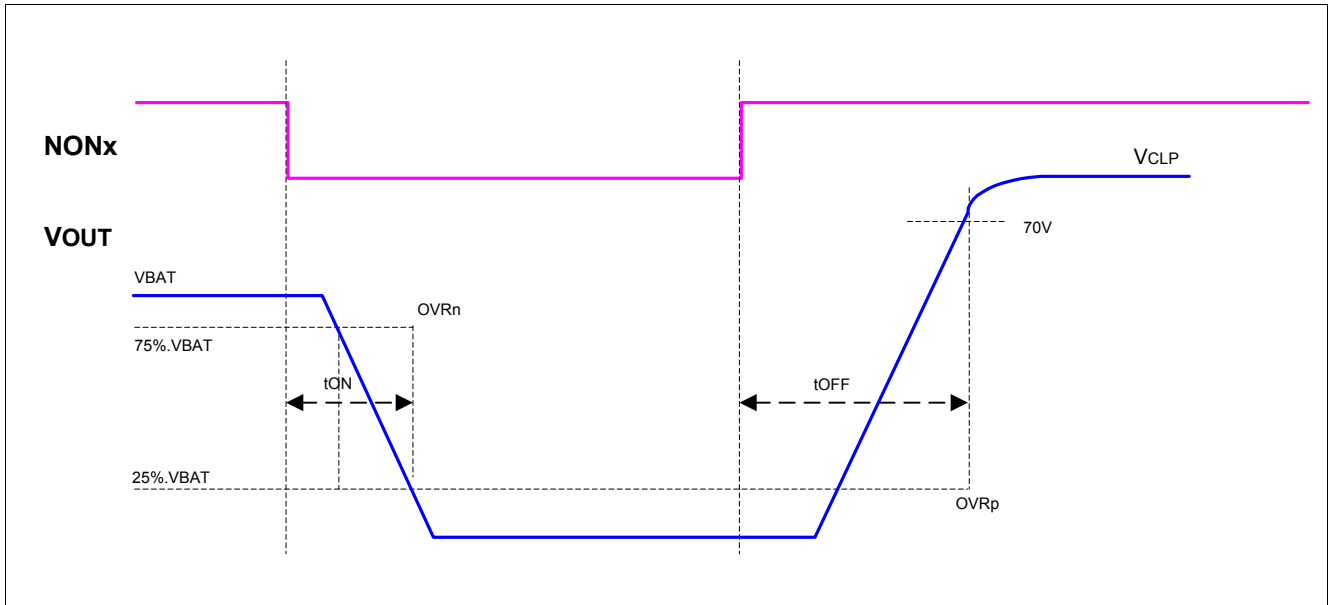 NONx
VCLP
VOUT
70V
VBAT
OVRn
75%.VBAT
tON
tOFF
25%.VBAT
OVRp